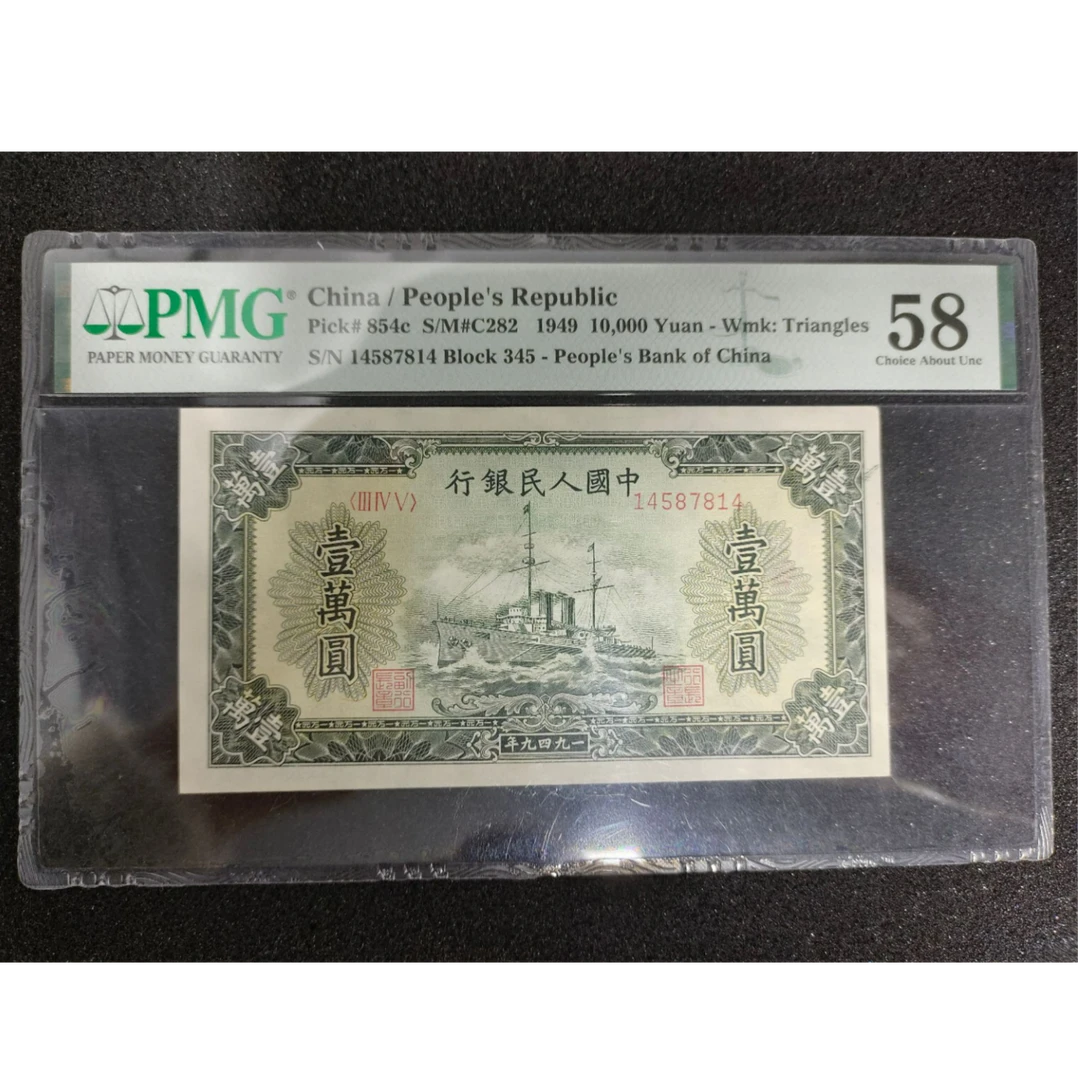 PMG®
PAPER MONEY GUARANTY
China / People's Republic
Pick# 854c S/M#C282 1949 10,000 Yuan - Wmk: Triangles
S/N 14587814 Block 345 - People's Bank of China
58
Choice About Unc
壹萬
壹萬
行銀民人國中
〈III IV V〉
14587814
壹萬圓
壹萬圓
年九四九一
萬壹
壹萬